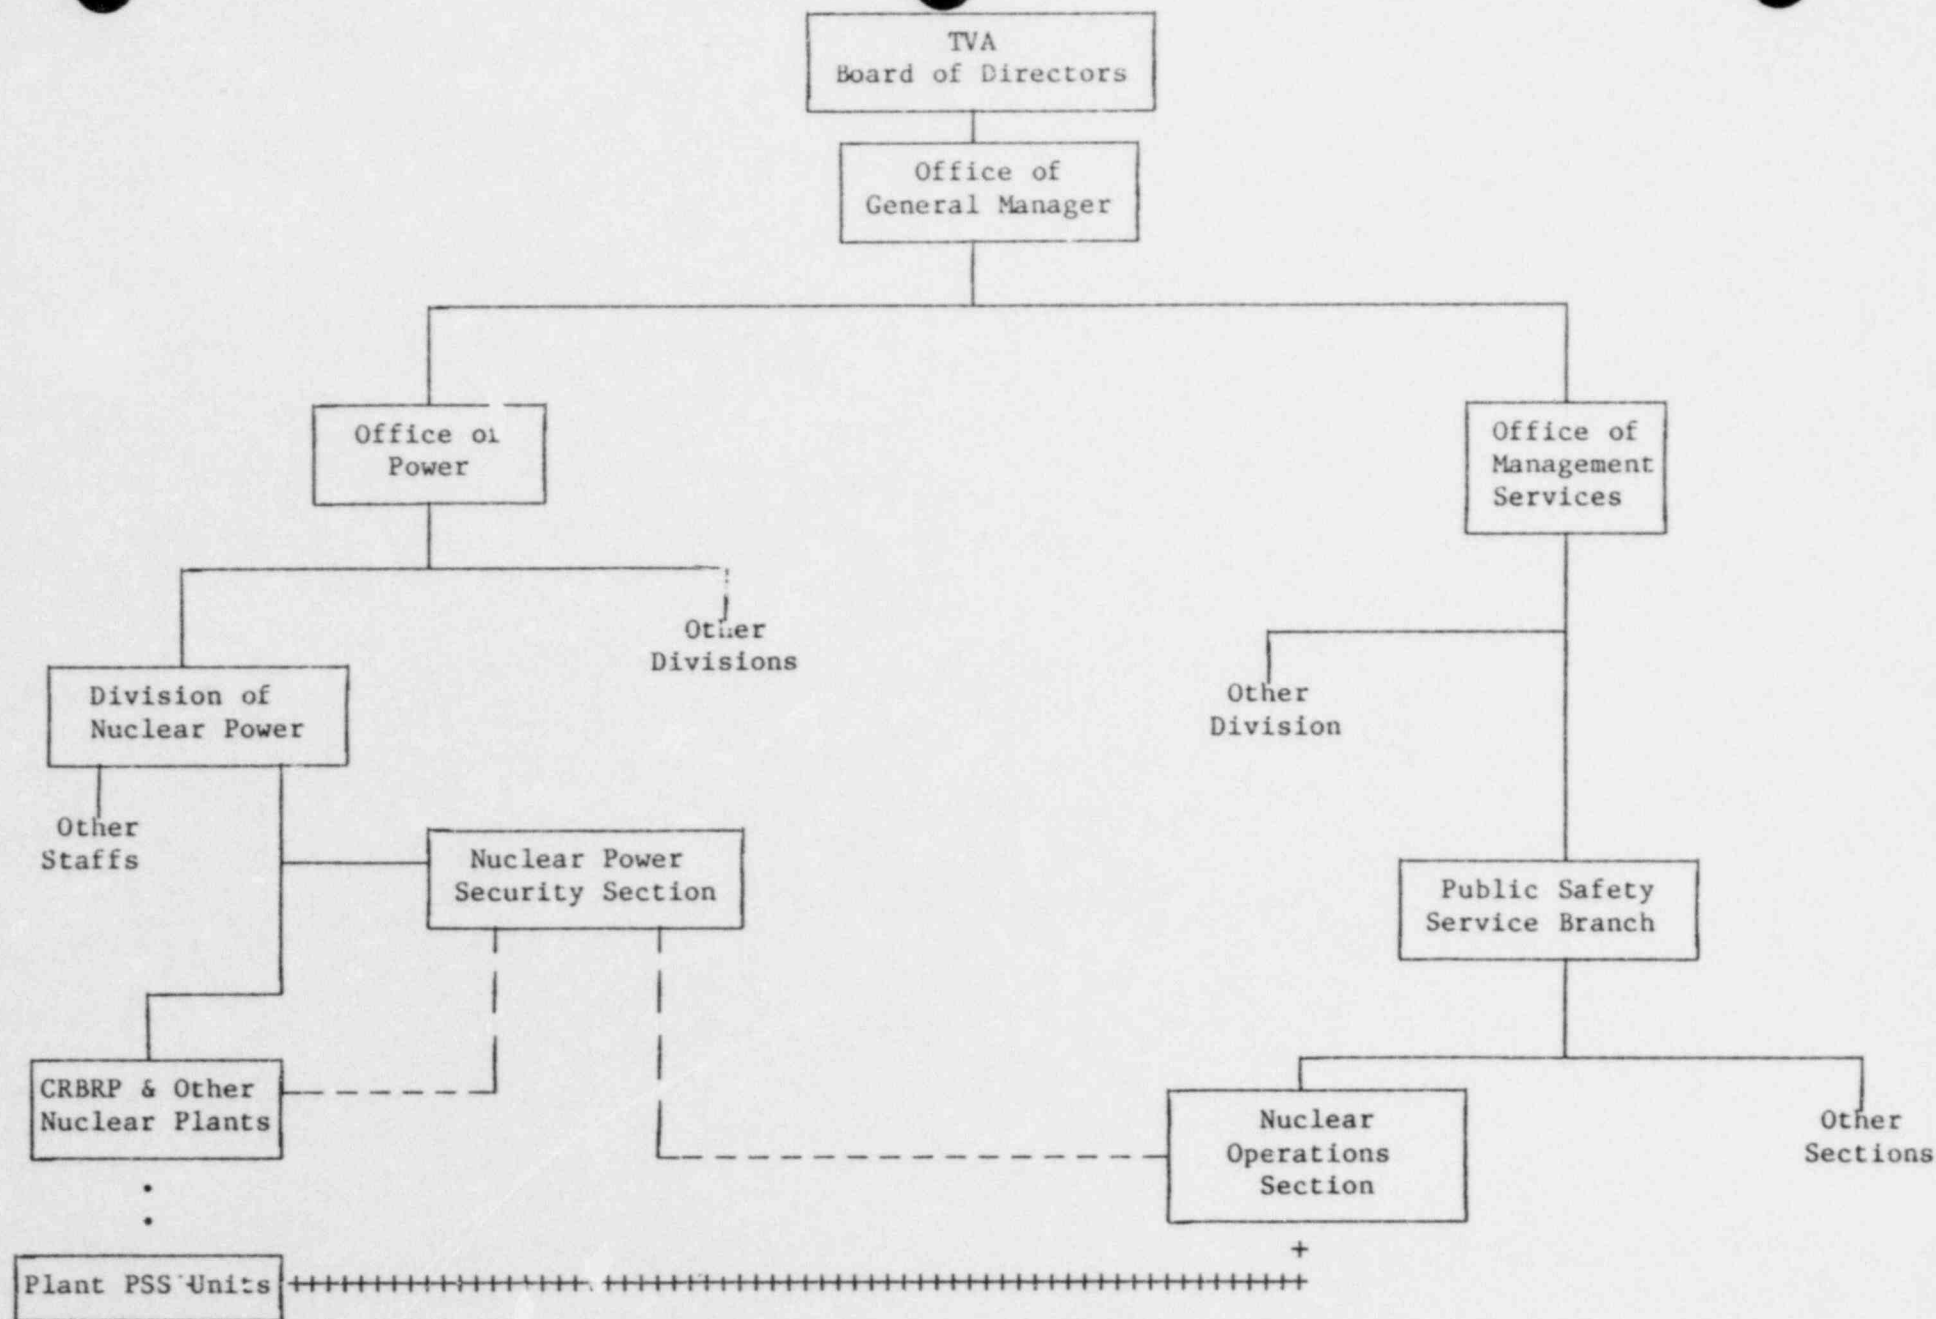 TVA
Board of Directors
Office of
General Manager
Office of
Power
Office of
Management
Services
Other
Divisions
Division of
Nuclear Power
Other
Division
Other
Staffs
Nuclear Power
Security Section
Public Safety
Service Branch
CRBRP & Other
Nuclear Plants
Nuclear
Operations
Section
Other
Sections
Plant PSS Units